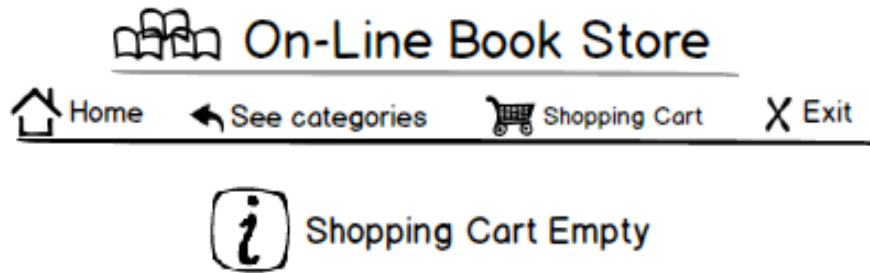 On-Line Book Store
Home See categories Shopping Cart X Exit
i Shopping Cart Empty